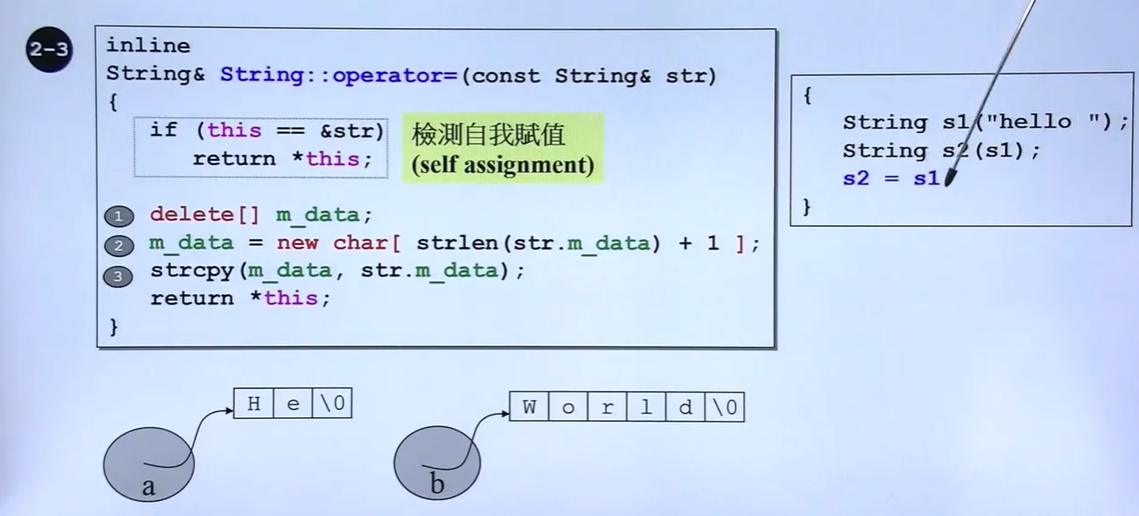 2-3
inline
String& String::operator=(const String& str)
{
if (this == &str)
return *this;
檢測自我賦值
(self assignment)
1 delete[] m_data;
2 m_data = new char[ strlen(str.m_data) + 1 ];
3 strcpy(m_data, str.m_data);
return *this;
}
{
String s1("hello ");
String s2(s1);
s2 = s1
}
H e \0
a
W o r l d \0
b